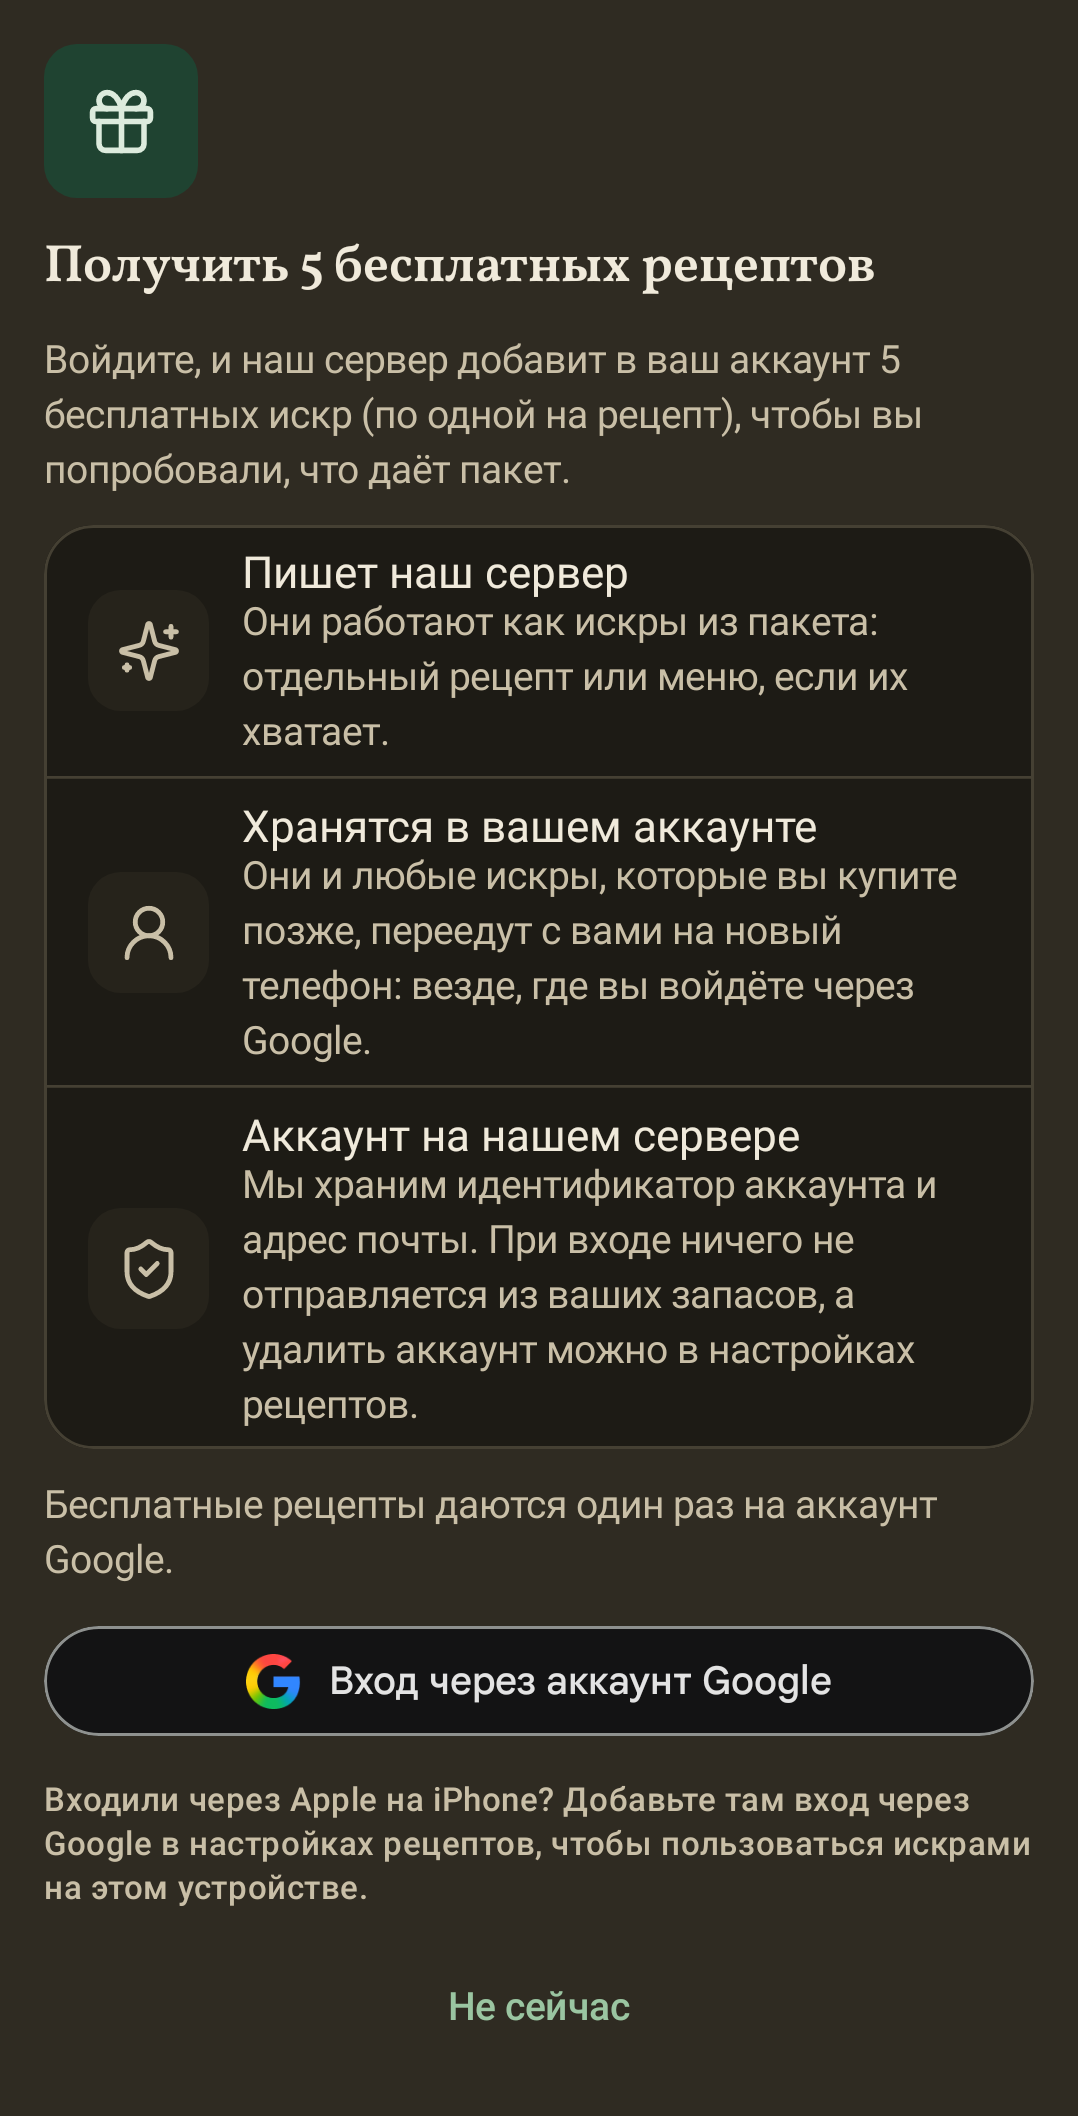 Получить 5 бесплатных рецептов
Войдите, и наш сервер добавит в ваш аккаунт 5
бесплатных искр (по одной на рецепт), чтобы вы
попробовали, что даёт пакет.
Пишет наш сервер
Они работают как искры из пакета:
отдельный рецепт или меню, если их
хватает.
Хранятся в вашем аккаунте
Они и любые искры, которые вы купите
позже, переедут с вами на новый
телефон: везде, где вы войдёте через
Google.
Аккаунт на нашем сервере
Мы храним идентификатор аккаунта и
адрес почты. При входе ничего не
отправляется из ваших запасов, а
удалить аккаунт можно в настройках
рецептов.
Бесплатные рецепты даются один раз на аккаунт
Google.
Вход через аккаунт Google
Входили через Apple на iPhone? Добавьте там вход через
Google в настройках рецептов, чтобы пользоваться искрами
на этом устройстве.
Не сейчас